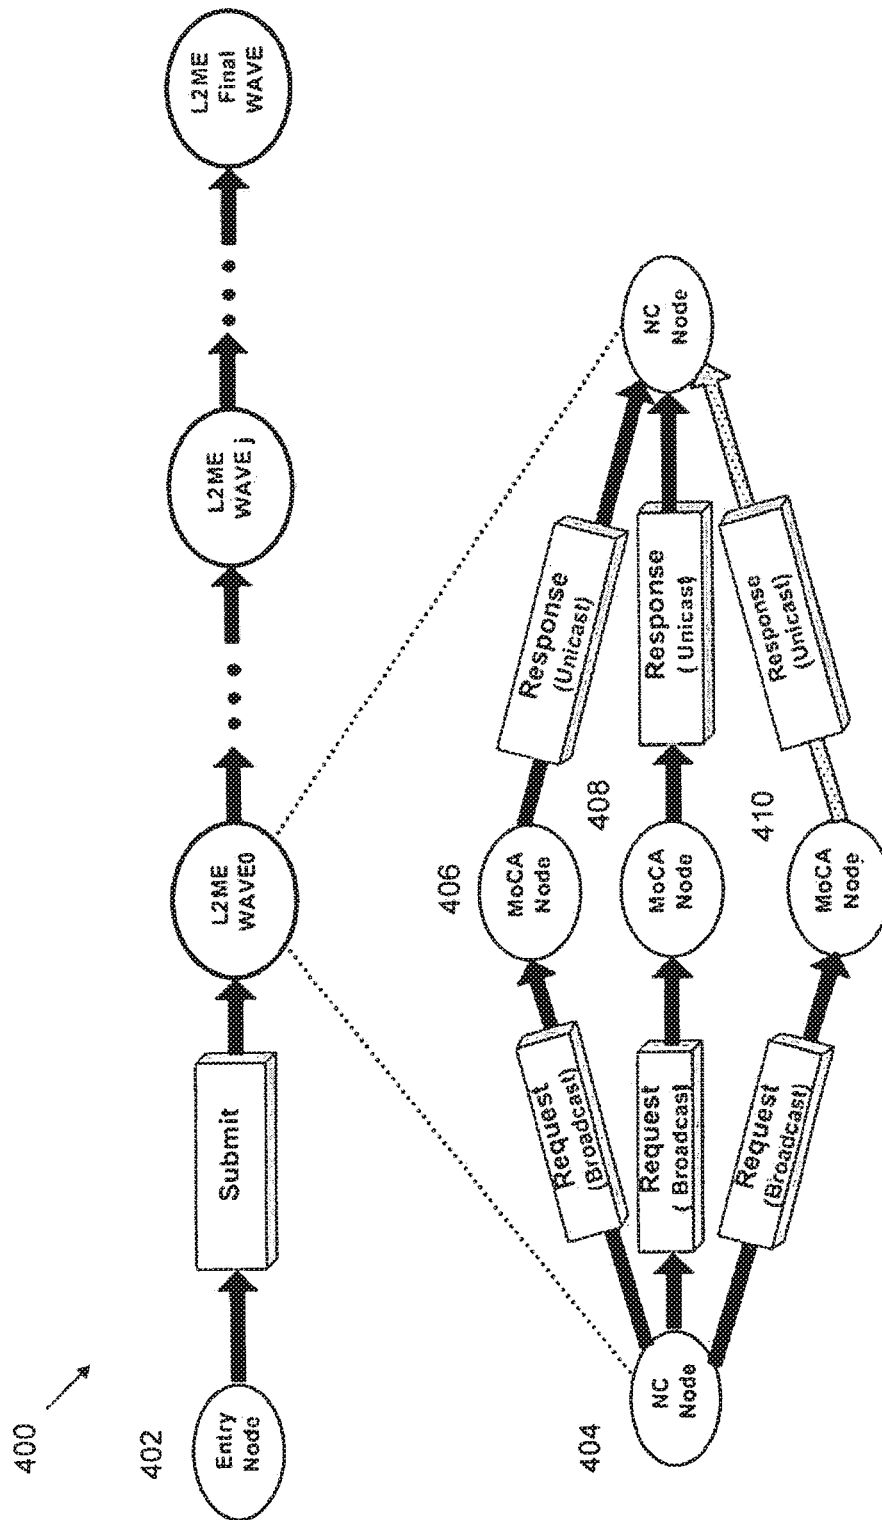 400
402
Entry
Node
Submit
L2ME
WAVE0
L2ME
WAVE j
L2ME
Final
WAVE
404
NC
Node
Request
(Broadcast)
Request
( Broadcast)
Request
(Broadcast)
406
MoCA
Node
408
MoCA
Node
410
MoCA
Node
Response
(Unicast)
Response
( Unicast)
Response
(Unicast)
NC
Node